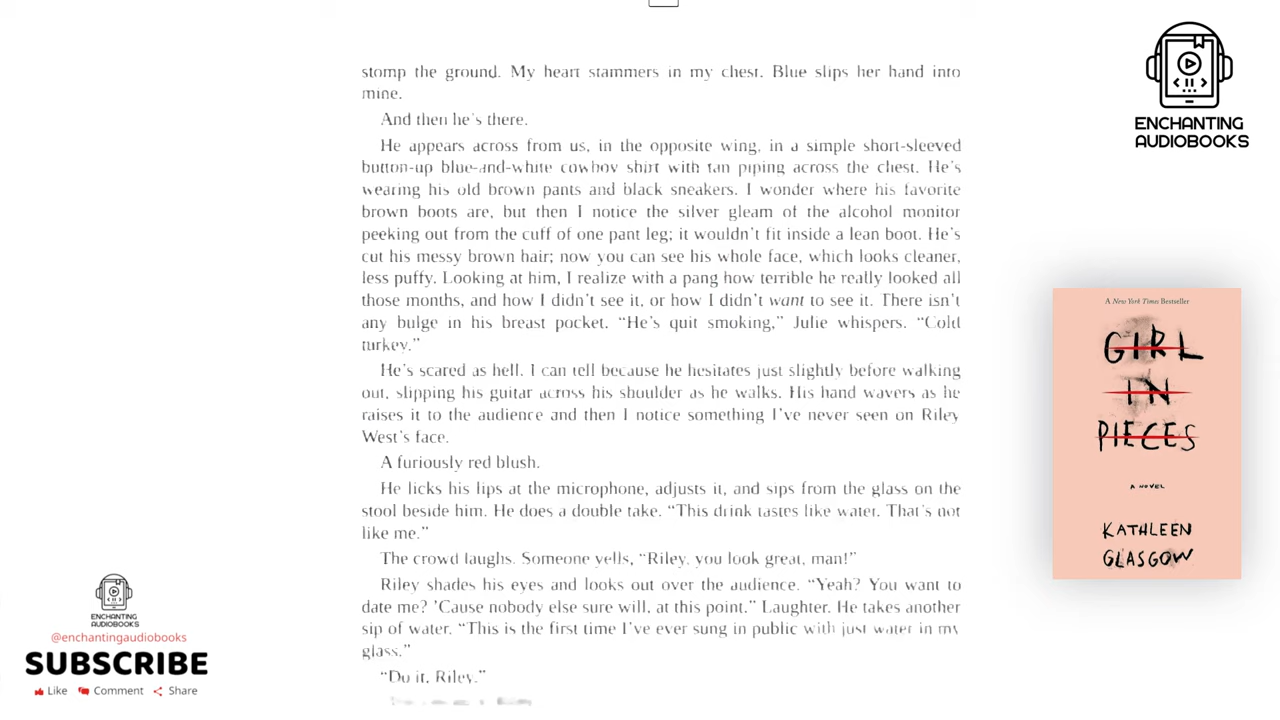 stomp the ground. My heart stammers in my chest. Blue slips her hand into
mine.
And then he's there.
He appears across from us, in the opposite wing, in a simple short-sleeved
button-up blue-and-white cowboy shirt with tan piping across the chest. He's
wearing his old brown pants and black sneakers. I wonder where his favorite
brown boots are, but then I notice the silver gleam of the alcohol monitor
peeking out from the cuff of one pant leg; it wouldn't fit inside a lean boot. He's
cut his messy brown hair; now you can see his whole face, which looks cleaner,
less puffy. Looking at him, I realize with a pang how terrible he really looked all
those months, and how I didn't see it, or how I didn't want to see it. There isn't
any bulge in his breast pocket. “He's quit smoking,” Julie whispers. “Cold
turkey.”
He's scared as hell. I can tell because he hesitates just slightly before walking
out, slipping his guitar across his shoulder as he walks. His hand wavers as he
raises it to the audience and then I notice something I've never seen on Riley
West's face.
A furiously red blush.
He licks his lips at the microphone, adjusts it, and sips from the glass on the
stool beside him. He does a double take. “This drink tastes like water. That's not
like me.”
The crowd laughs. Someone yells, “Riley, you look great, man!”
Riley shades his eyes and looks out over the audience. “Yeah? You want to
date me? ’Cause nobody else sure will, at this point.” Laughter. He takes another
sip of water. “This is the first time I've ever sung in public with just water in my
glass.”
“Do it, Riley.”
ENCHANTING
AUDIOBOOKS
A New York Times Bestseller
GIRL
IN
PIECES
A NOVEL
KATHLEEN
GLASGOW
ENCHANTING
AUDIOBOOKS
@enchantingaudiobooks
SUBSCRIBE
Like Comment Share